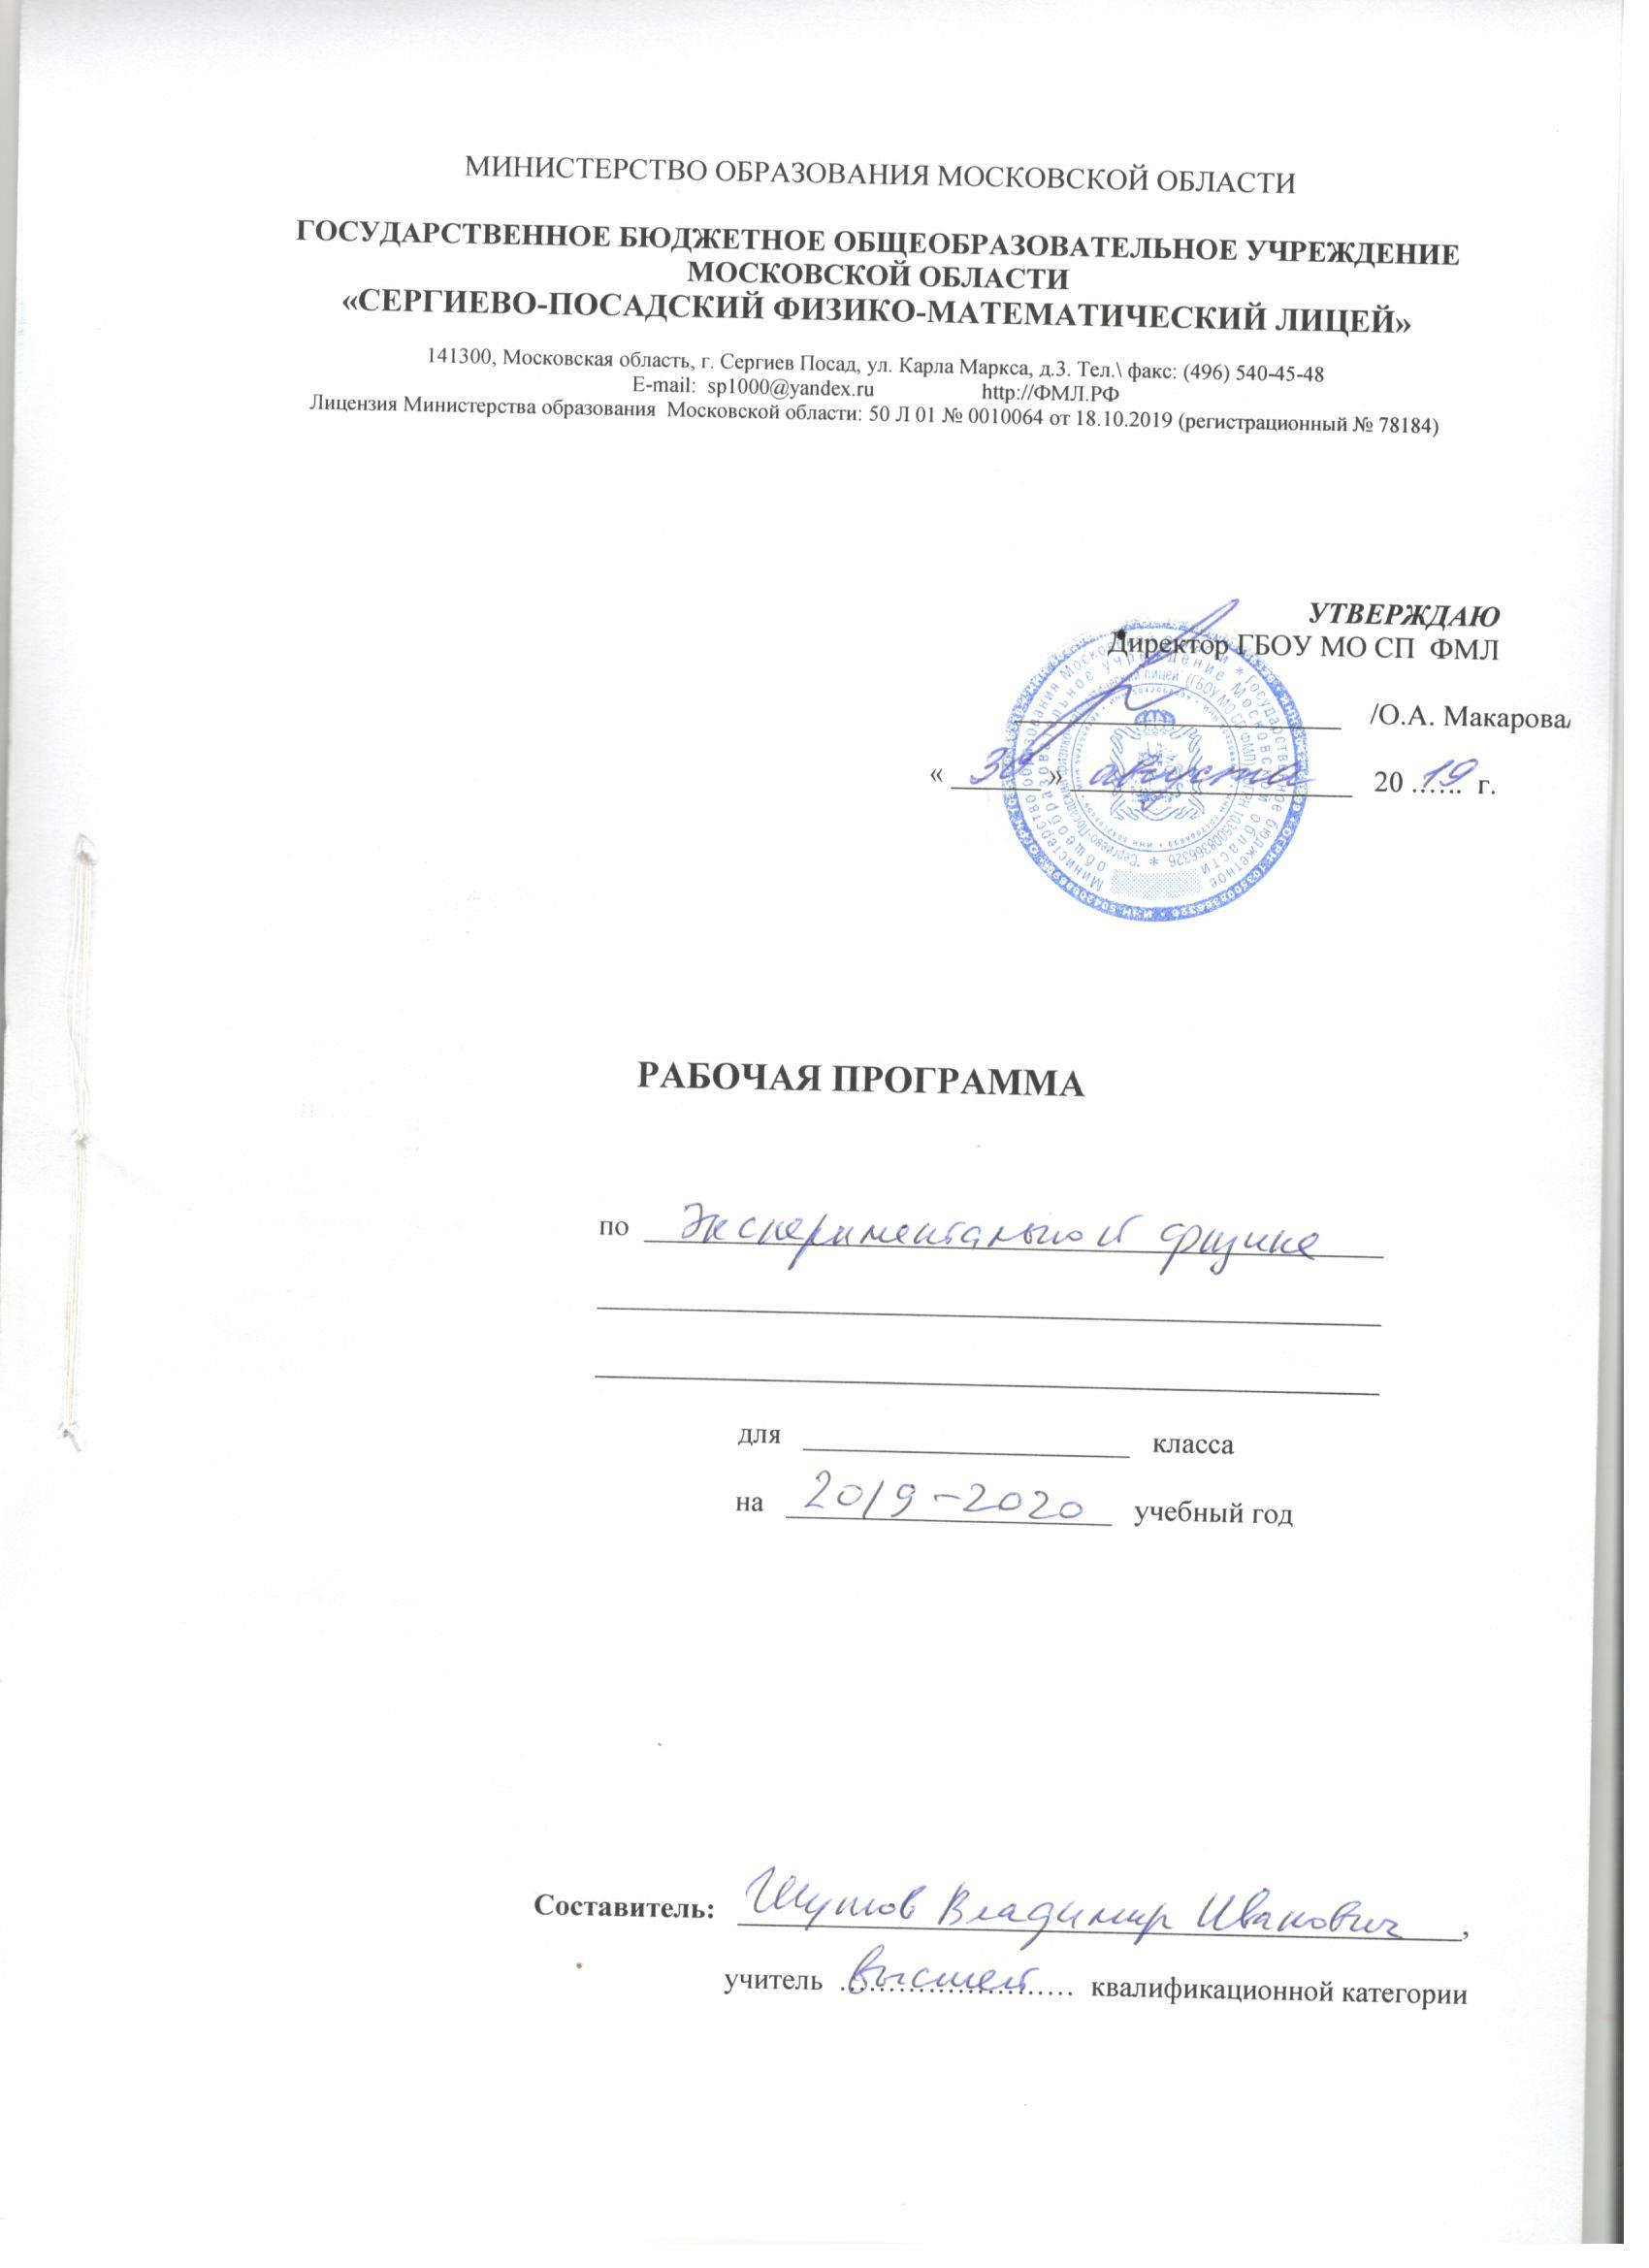 МИНИСТЕРСТВО ОБРАЗОВАНИЯ МОСКОВСКОЙ ОБЛАСТИ
ГОСУДАРСТВЕННОЕ БЮДЖЕТНОЕ ОБЩЕОБРАЗОВАТЕЛЬНОЕ УЧРЕЖДЕНИЕ
МОСКОВСКОЙ ОБЛАСТИ
«СЕРГИЕВО-ПОСАДСКИЙ ФИЗИКО-МАТЕМАТИЧЕСКИЙ ЛИЦЕЙ»
141300, Московская область, г. Сергиев Посад, ул. Карла Маркса, д.3. Тел.\ факс: (496) 540-45-48
E-mail: sp1000@yandex.ru http://ФМЛ.РФ
Лицензия Министерства образования Московской области: 50 Л 01 № 0010064 от 18.10.2019 (регистрационный № 78184)
УТВЕРЖДАЮ
Директор ГБОУ МО СП ФМЛ
/О.А. Макарова/
« 30 » августа 20 19 г.
РАБОЧАЯ ПРОГРАММА
по Экспериментальной физике
для класса
на 2019-2020 учебный год
Составитель: Шутов Владимир Иванович,
учитель высшей квалификационной категории